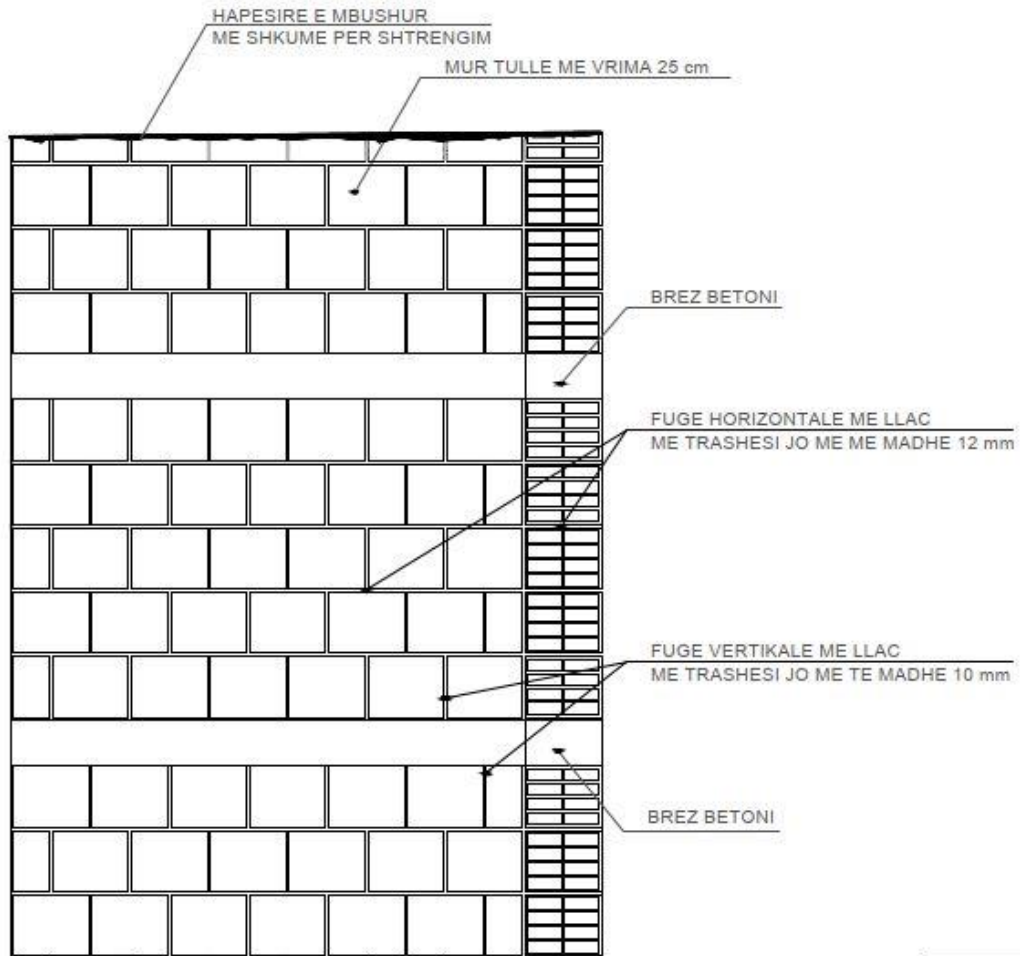 HAPESIRE E MBUSHUR
ME SHKUME PER SHTRENGIM
MUR TULLE ME VRIMA 25 cm
BREZ BETONI
FUGE HORIZONTALE ME LLAC
ME TRASHESI JO ME ME MADHE 12 mm
FUGE VERTIKALE ME LLAC
ME TRASHESI JO ME TE MADHE 10 mm
BREZ BETONI